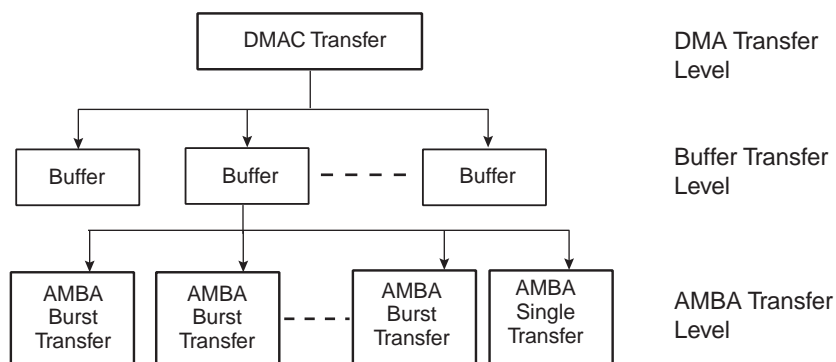 DMAC Transfer
DMA Transfer
Level
Buffer
Buffer
Buffer
Buffer Transfer
Level
AMBA
Burst
Transfer
AMBA
Burst
Transfer
AMBA
Burst
Transfer
AMBA
Single
Transfer
AMBA Transfer
Level